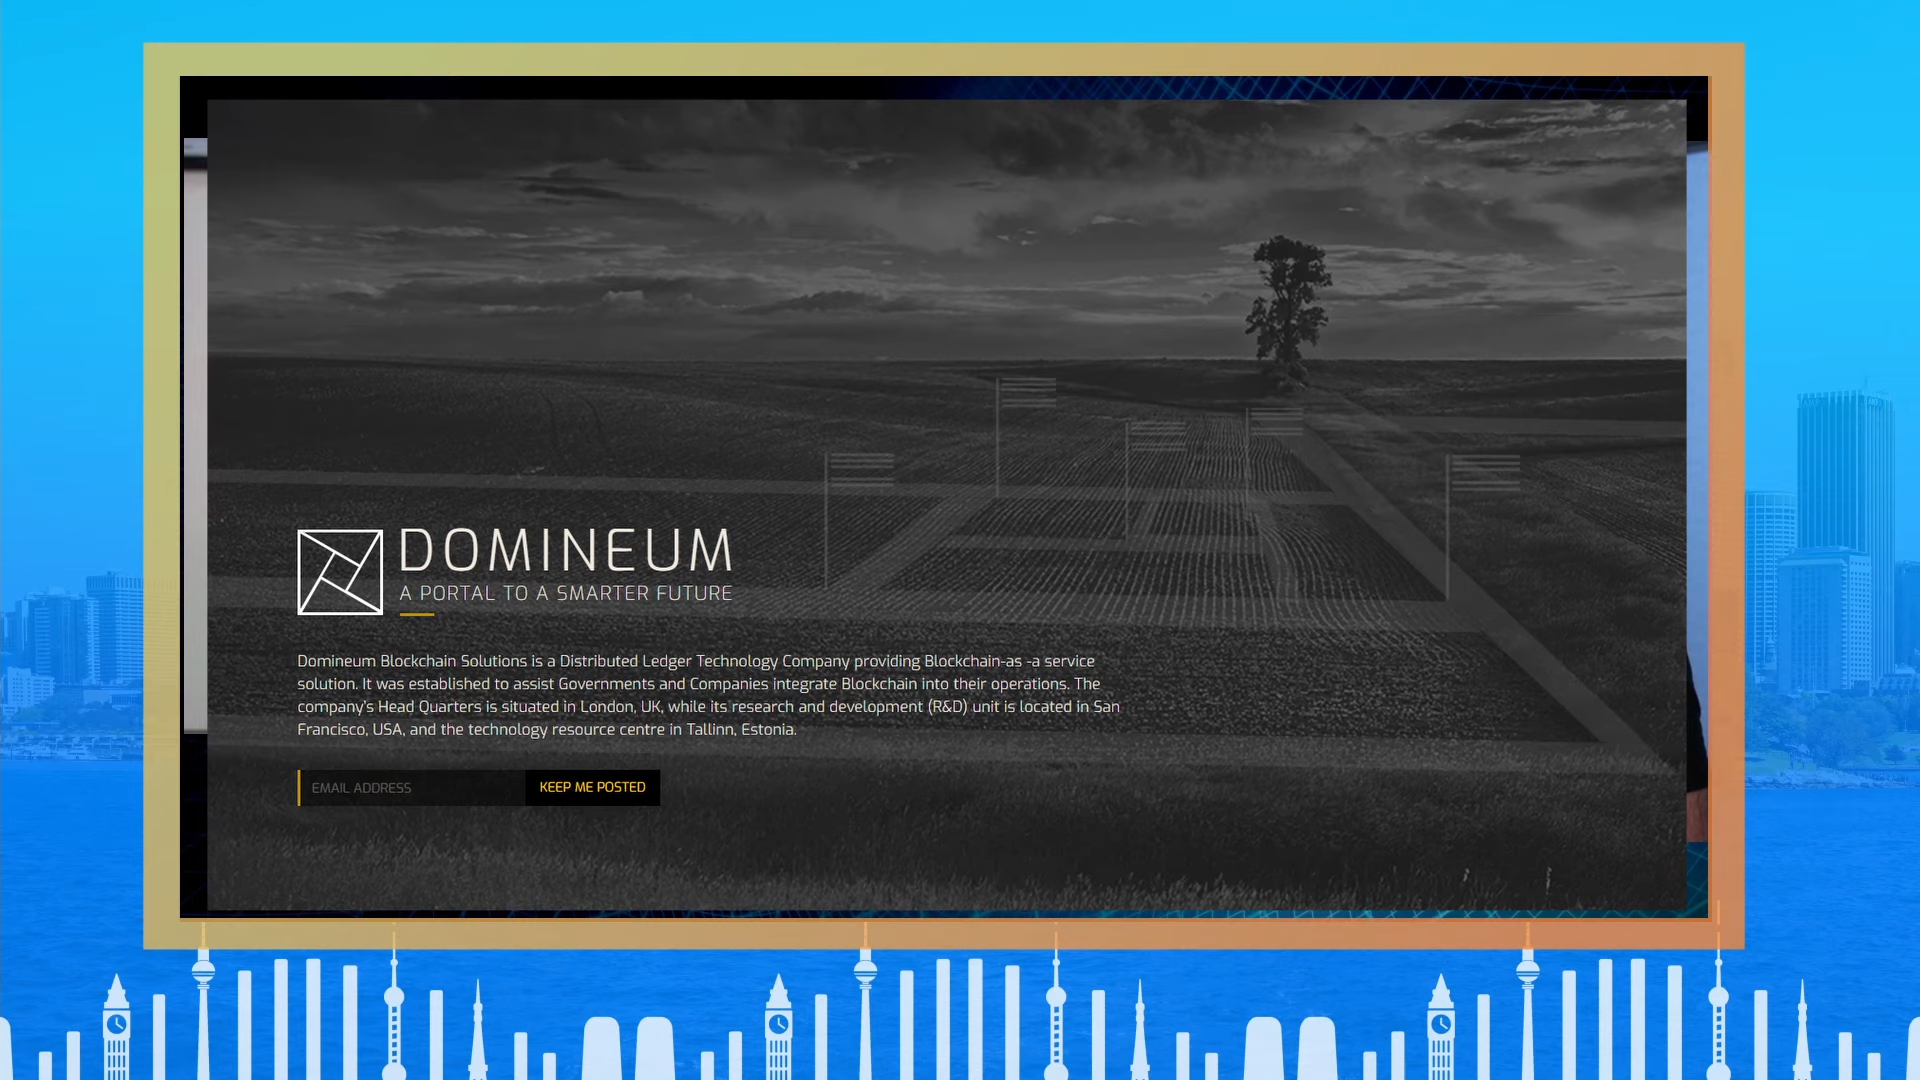 DOMINEUM
A PORTAL TO A SMARTER FUTURE
Domineum Blockchain Solutions is a Distributed Ledger Technology Company providing Blockchain-as -a service
solution. It was established to assist Governments and Companies integrate Blockchain into their operations. The
company's Head Quarters is situated in London, UK, while its research and development (R&D) unit is located in San
Francisco, USA, and the technology resource centre in Tallinn, Estonia.
EMAIL ADDRESS
KEEP ME POSTED